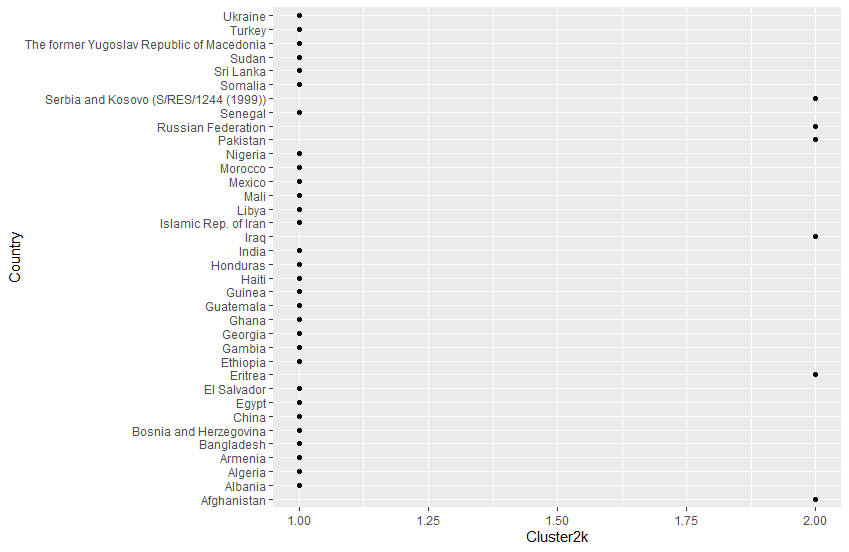 Ukraine
Turkey
The former Yugoslav Republic of Macedonia
Sudan
Sri Lanka
Somalia
Serbia and Kosovo (S/RES/1244 (1999))
Senegal
Russian Federation
Pakistan
Nigeria
Morocco
Mexico
Mali
Libya
Islamic Rep. of Iran
Iraq
India
Honduras
Haiti
Guinea
Guatemala
Ghana
Georgia
Gambia
Ethiopia
Eritrea
El Salvador
Egypt
China
Bosnia and Herzegovina
Bangladesh
Armenia
Algeria
Albania
Afghanistan
Country
1.00 1.25 1.50 1.75 2.00
Cluster2k